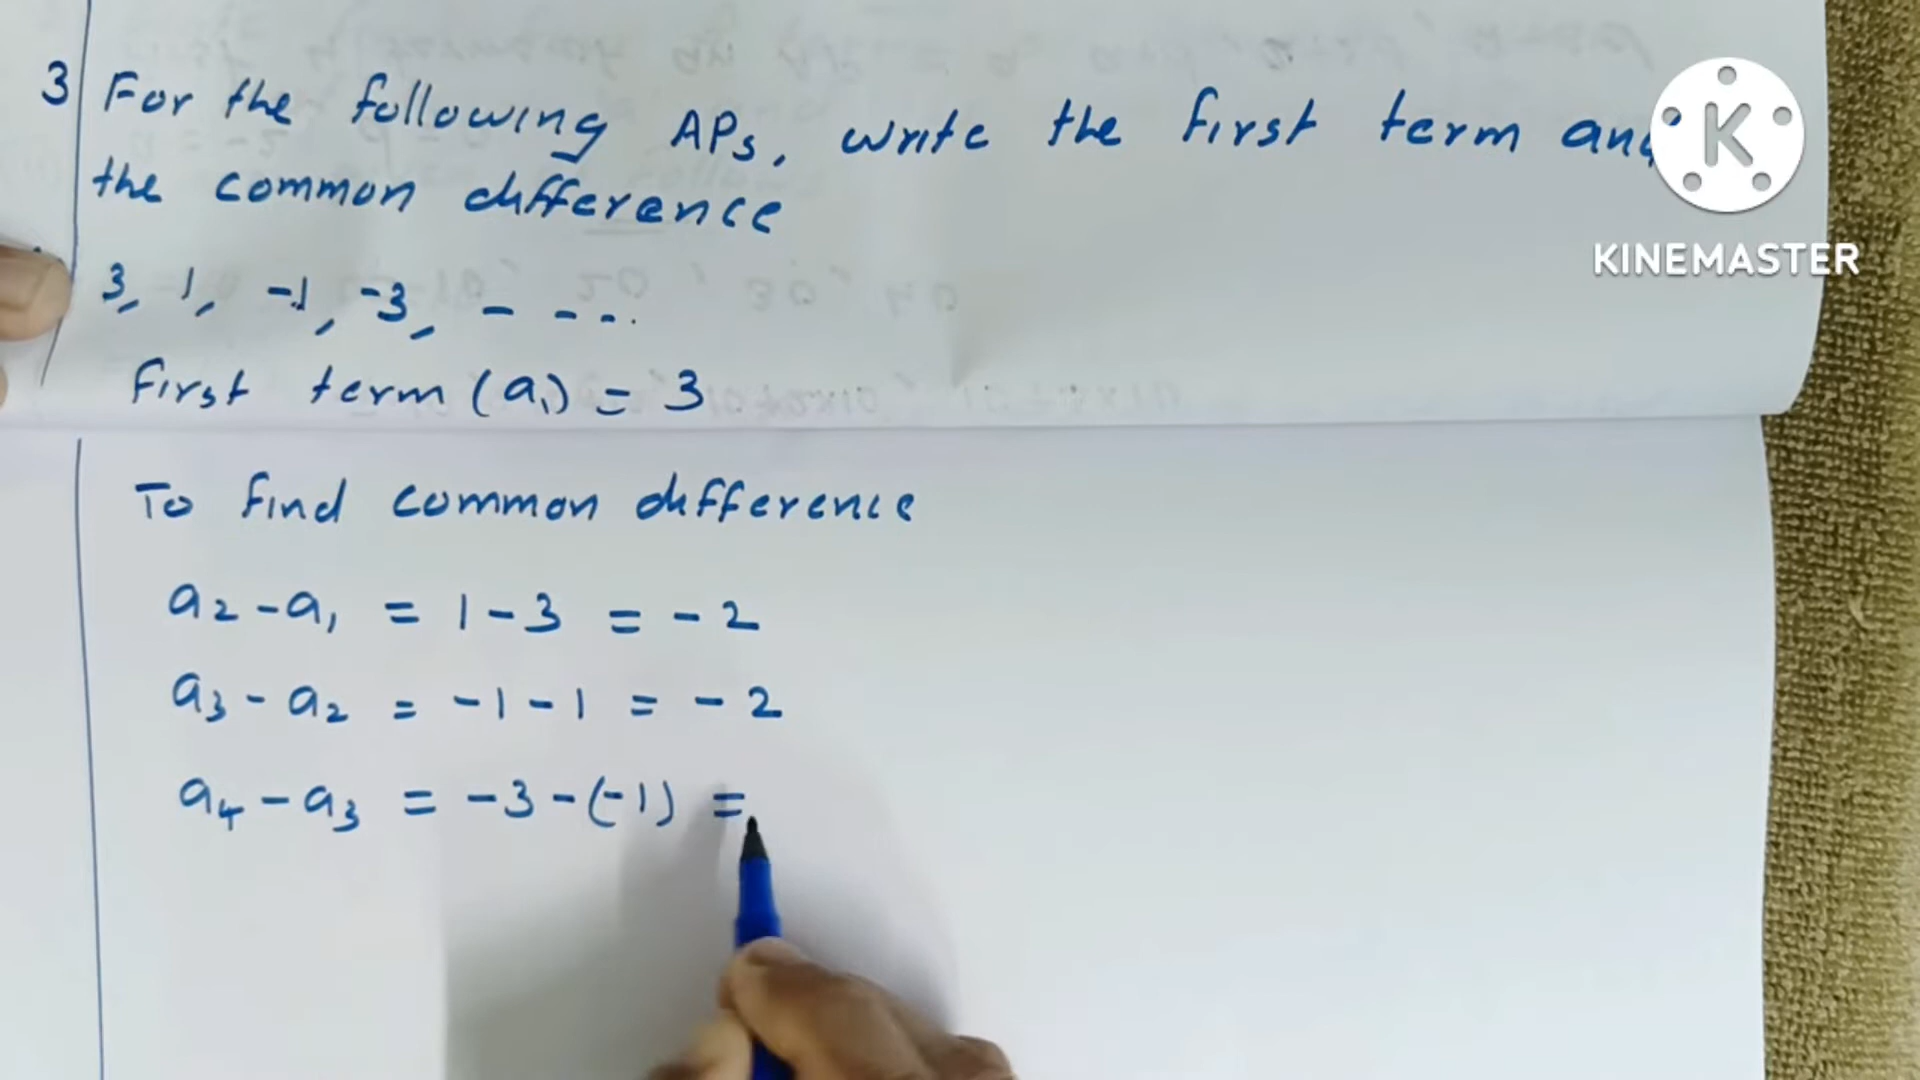 3 For the following APs, write the first term and
the common difference
3, 1, -1, -3, - - - .
First term (a₁) = 3
To find common difference
a₂ - a₁ = 1 - 3 = - 2
a₃ - a₂ = -1 - 1 = - 2
a₄ - a₃ = -3 - (-1) =
K
KINEMASTER